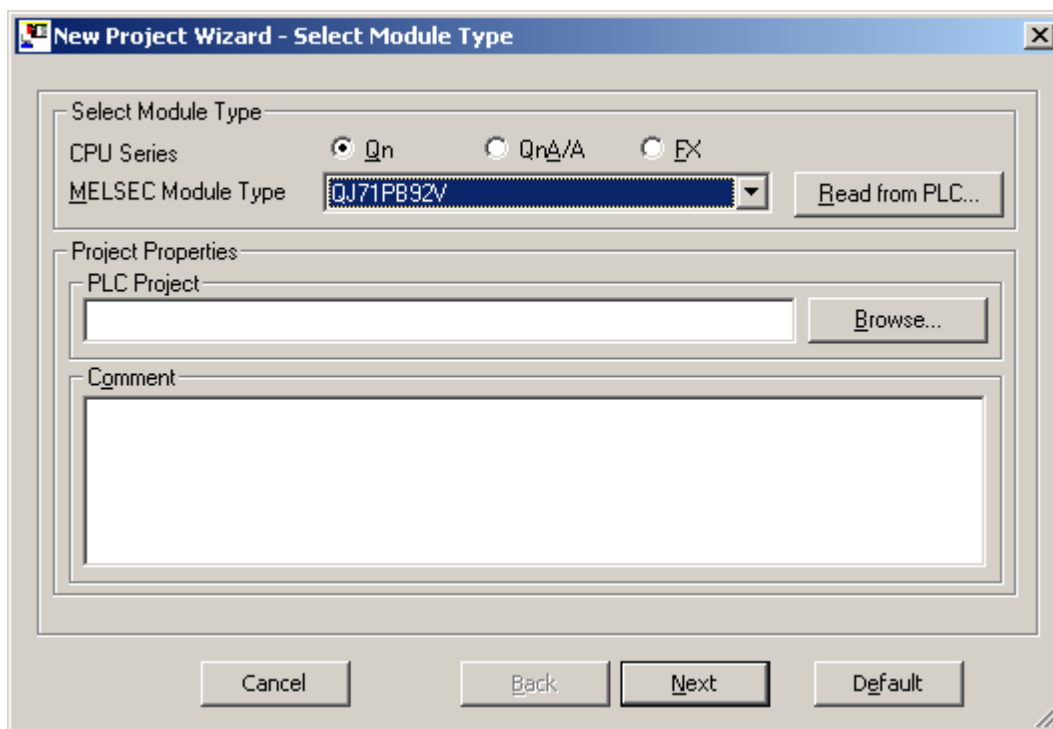 New Project Wizard - Select Module Type
Select Module Type
CPU Series Qn QnA/A FX
MELSEC Module Type QJ71PB92V Read from PLC...
Project Properties
PLC Project
Browse...
Comment
Cancel Back Next Default